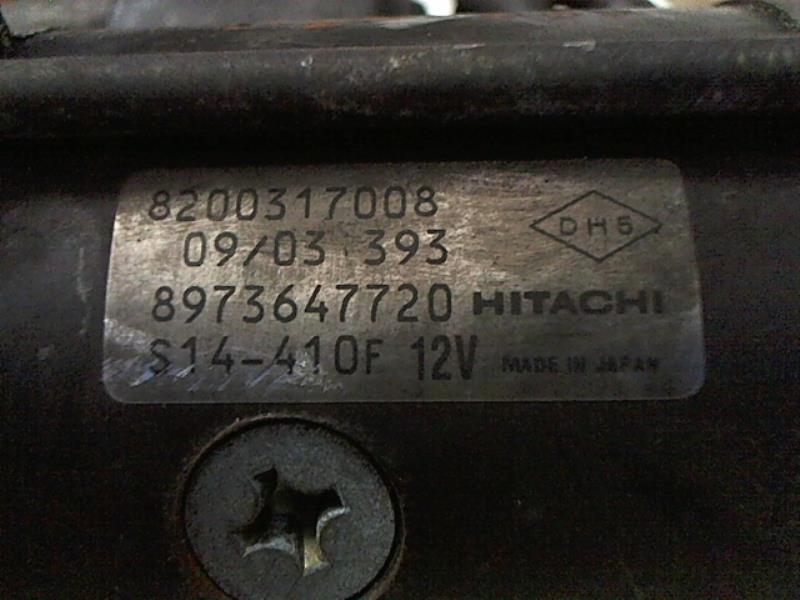 8200317008
DH5
09/03 393
8973647720 HITACHI
S14-410F 12V MADE IN JAPAN